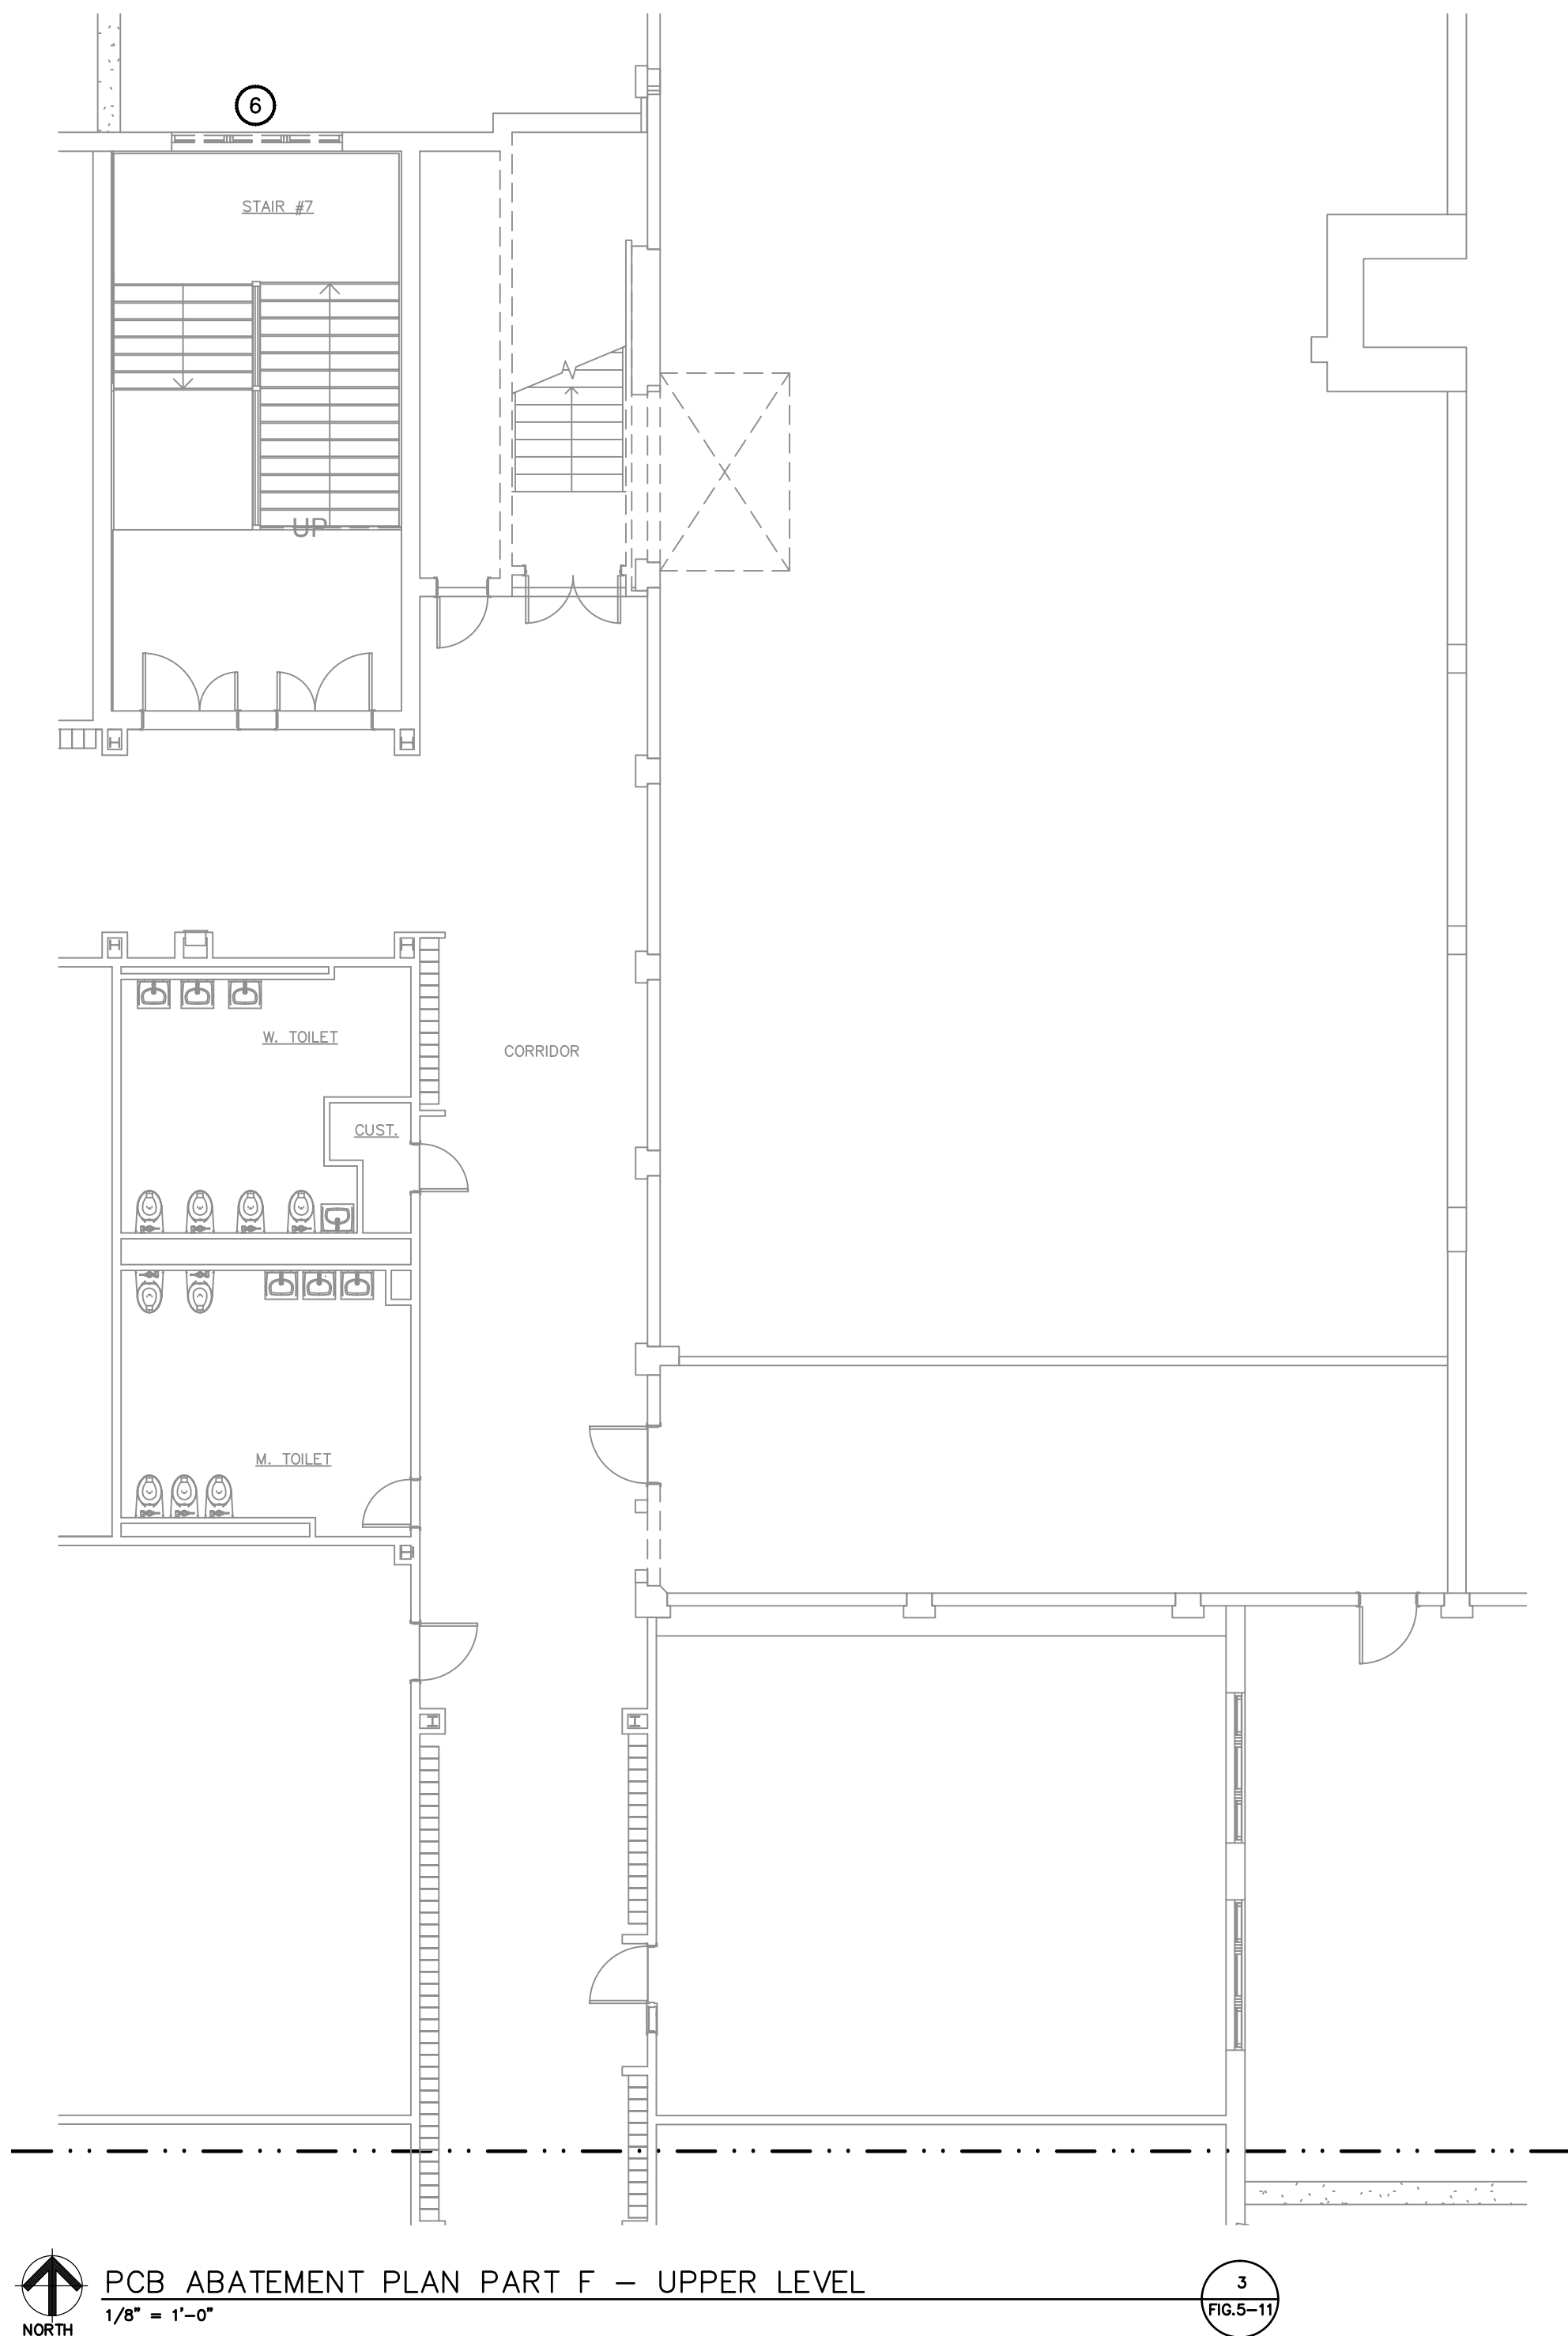 6
STAIR #7
UP
W. TOILET
CORRIDOR
CUST.
M. TOILET
PCB ABATEMENT PLAN PART F – UPPER LEVEL
1/8" = 1'-0"
NORTH
3
FIG.5-11